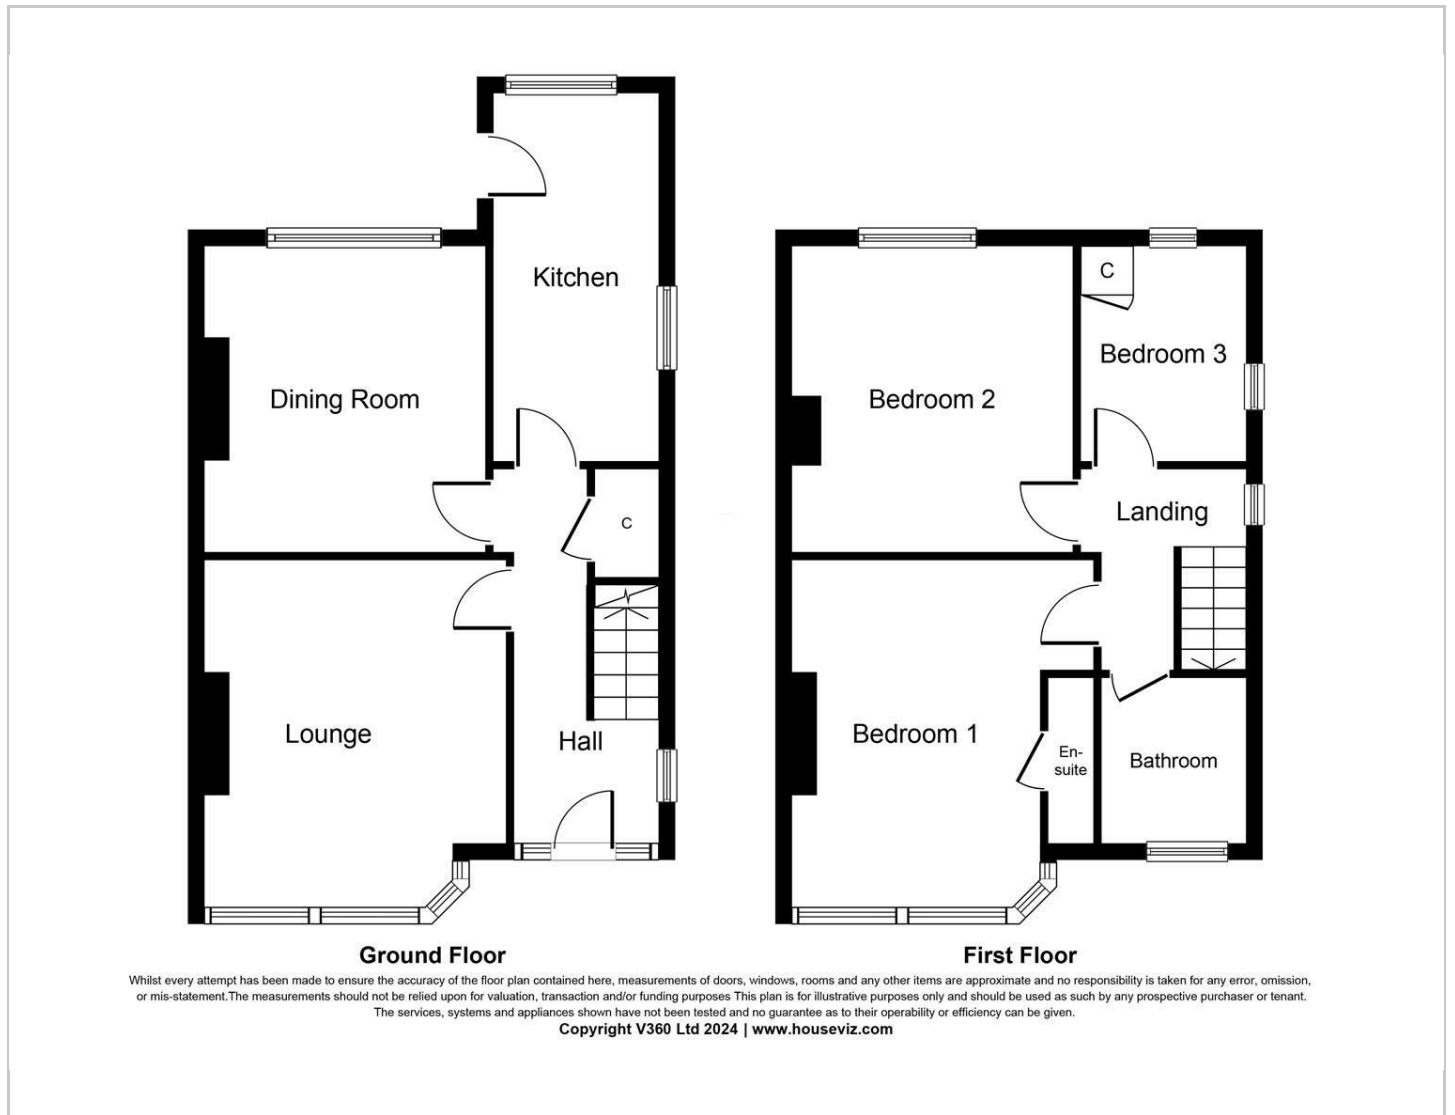 Kitchen
Dining Room
C
Lounge
Hall
Ground Floor
C
Bedroom 3
Bedroom 2
Landing
Bedroom 1
En-
suite
Bathroom
First Floor
Whilst every attempt has been made to ensure the accuracy of the floor plan contained here, measurements of doors, windows, rooms and any other items are approximate and no responsibility is taken for any error, omission,
or mis-statement.The measurements should not be relied upon for valuation, transaction and/or funding purposes This plan is for illustrative purposes only and should be used as such by any prospective purchaser or tenant.
The services, systems and appliances shown have not been tested and no guarantee as to their operability or efficiency can be given.
Copyright V360 Ltd 2024 | www.houseviz.com